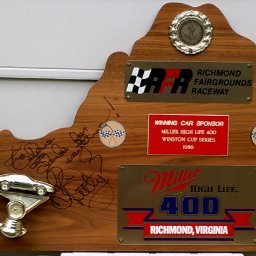 RFR
RICHMOND
FAIRGROUNDS
RACEWAY
WINNING CAR SPONSOR
MILLER HIGH LIFE 400
WINSTON CUP SERIES
1986
Miller
HIGH LIFE.
400
RICHMOND, VIRGINIA